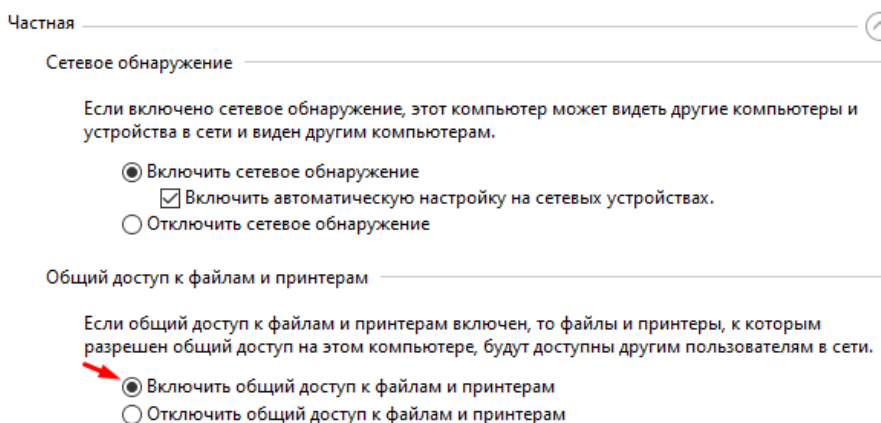 Частная
Сетевое обнаружение
Если включено сетевое обнаружение, этот компьютер может видеть другие компьютеры и
устройства в сети и виден другим компьютерам.
Включить сетевое обнаружение
Включить автоматическую настройку на сетевых устройствах.
Отключить сетевое обнаружение
Общий доступ к файлам и принтерам
Если общий доступ к файлам и принтерам включен, то файлы и принтеры, к которым
разрешен общий доступ на этом компьютере, будут доступны другим пользователям в сети.
Включить общий доступ к файлам и принтерам
Отключить общий доступ к файлам и принтерам